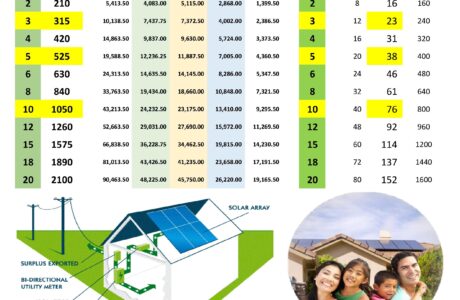 2 210 5,413.50 4,083.00 5,115.00 2,868.00 1,399.50 2 8 16 160
3 315 10,138.50 7,437.75 7,372.00 4,002.00 2,386.50 3 12 23 240
4 420 14,863.50 9,837.00 9,630.00 5,724.00 3,373.50 4 16 31 320
5 525 19,588.50 12,236.25 11,887.50 7,005.00 4,360.50 5 20 38 400
6 630 24,313.50 14,635.50 14,145.00 8,286.00 5,347.50 6 24 46 480
8 840 33,763.50 19,434.00 18,660.00 10,848.00 7,321.50 8 32 61 640
10 1050 43,213.50 24,232.50 23,175.00 13,410.00 9,295.50 10 40 76 800
12 1260 52,663.50 29,031.00 27,690.00 15,972.00 11,269.50 12 48 92 960
15 1575 66,838.50 36,228.75 34,462.50 19,815.00 14,230.50 15 60 114 1200
18 1890 81,013.50 43,426.50 41,235.00 23,658.00 17,191.50 18 72 137 1440
20 2100 90,463.50 48,225.00 45,750.00 26,220.00 19,165.50 20 80 152 1600
SOLAR ARRAY
SURPLUS EXPORTED
BI-DIRECTIONAL
UTILITY METER